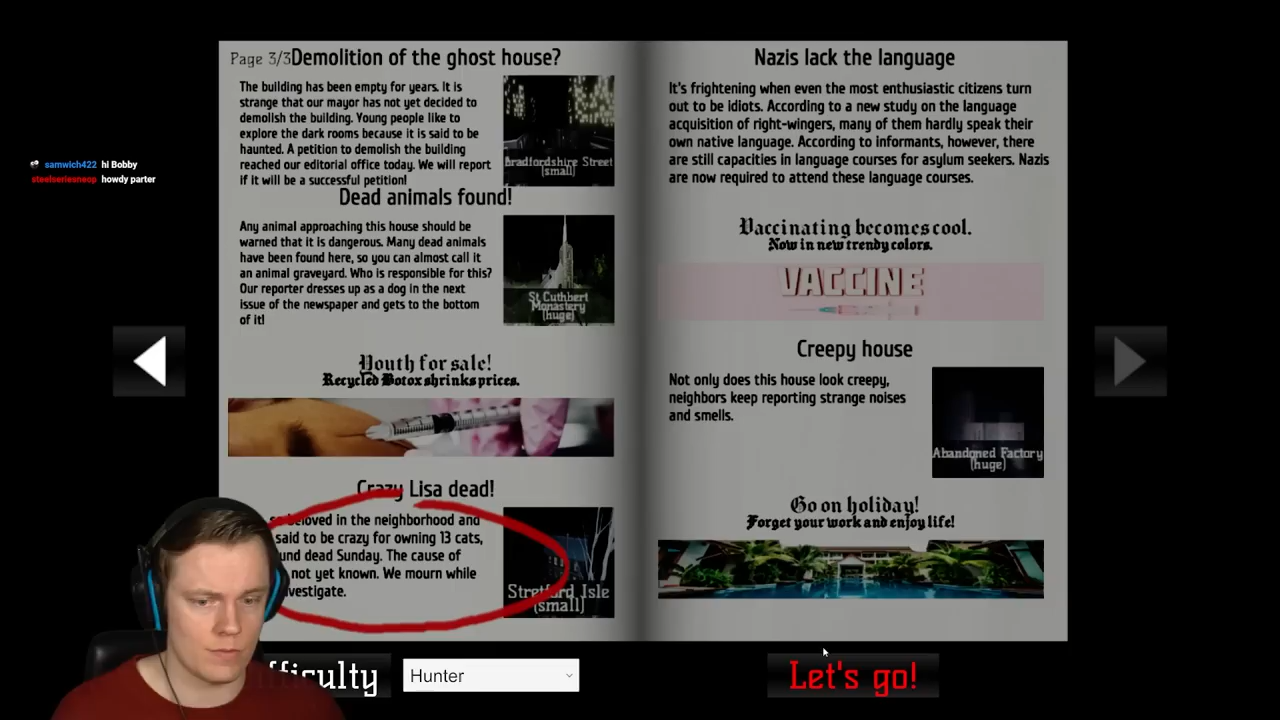 Page 3/3
Demolition of the ghost house?
The building has been empty for years. It is
strange that our mayor has not yet decided to
demolish the building. Young people like to
explore the dark rooms because it is said to be
haunted. A petition to demolish the building
reached our editorial office today. We will report
if it will be a successful petition!
Bradfordshire Street
(small)
Dead animals found!
Any animal approaching this house should be
warned that it is dangerous. Many dead animals
have been found here, so you can almost call it
an animal graveyard. Who is responsible for this?
Our reporter dresses up as a dog in the next
issue of the newspaper and gets to the bottom
of it!
St Cuthbert
Monastery
(huge)
Youth for sale!
Recycled Botox shrinks prices.
Crazy Lisa dead!
beloved in the neighborhood and
said to be crazy for owning 13 cats,
dead Sunday. The cause of
not yet known. We mourn while
Stretford Isle
(small)
Nazis lack the language
It's frightening when even the most enthusiastic citizens turn
out to be idiots. According to a new study on the language
acquisition of right-wingers, many of them hardly speak their
own native language. According to informants, however, there
are still capacities in language courses for asylum seekers. Nazis
are now required to attend these language courses.
Vaccinating becomes cool.
Now in new trendy colors.
VACCINE
Creepy house
Not only does this house look creepy,
neighbors keep reporting strange noises
and smells.
Abandoned Factory
(huge)
Go on holiday!
Forget your work and enjoy life!
samwich422 hi Bobby
steelseriesneop howdy parter
Hunter
Let's go!